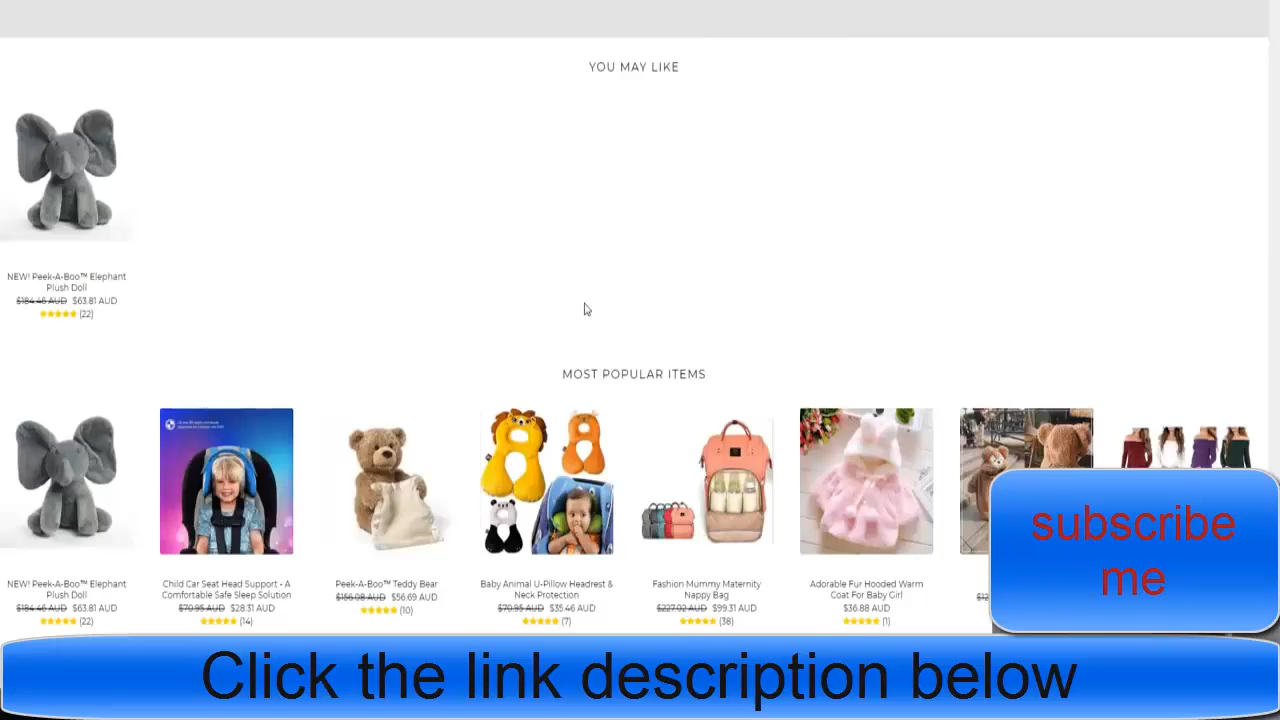 YOU MAY LIKE
NEW! Peek-A-Boo™ Elephant
Plush Doll
$184.46 AUD $63.81 AUD
(22)
MOST POPULAR ITEMS
NEW! Peek-A-Boo™ Elephant
Plush Doll
$184.46 AUD $63.81 AUD
(22)
Child Car Seat Head Support - A
Comfortable Safe Sleep Solution
$70.95 AUD $28.31 AUD
(14)
Peek-A-Boo™ Teddy Bear
$156.08 AUD $56.69 AUD
(10)
Baby Animal U-Pillow Headrest &
Neck Protection
$70.95 AUD $35.46 AUD
(7)
Fashion Mummy Maternity
Nappy Bag
$227.02 AUD $99.31 AUD
(38)
Adorable Fur Hooded Warm
Coat For Baby Girl
$36.88 AUD
(1)
subscribe
me
Click the link description below